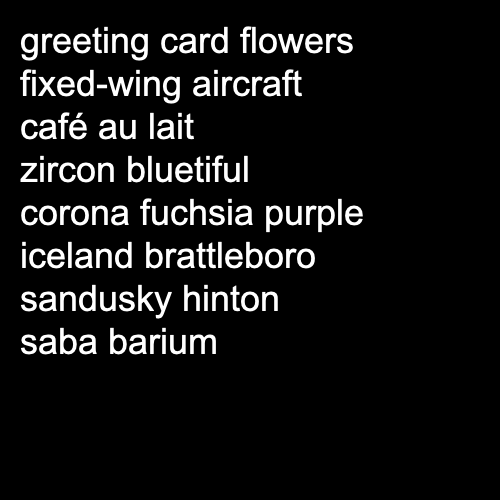 greeting card flowers
fixed-wing aircraft
café au lait
zircon bluetiful
corona fuchsia purple
iceland brattleboro
sandusky hinton
saba barium